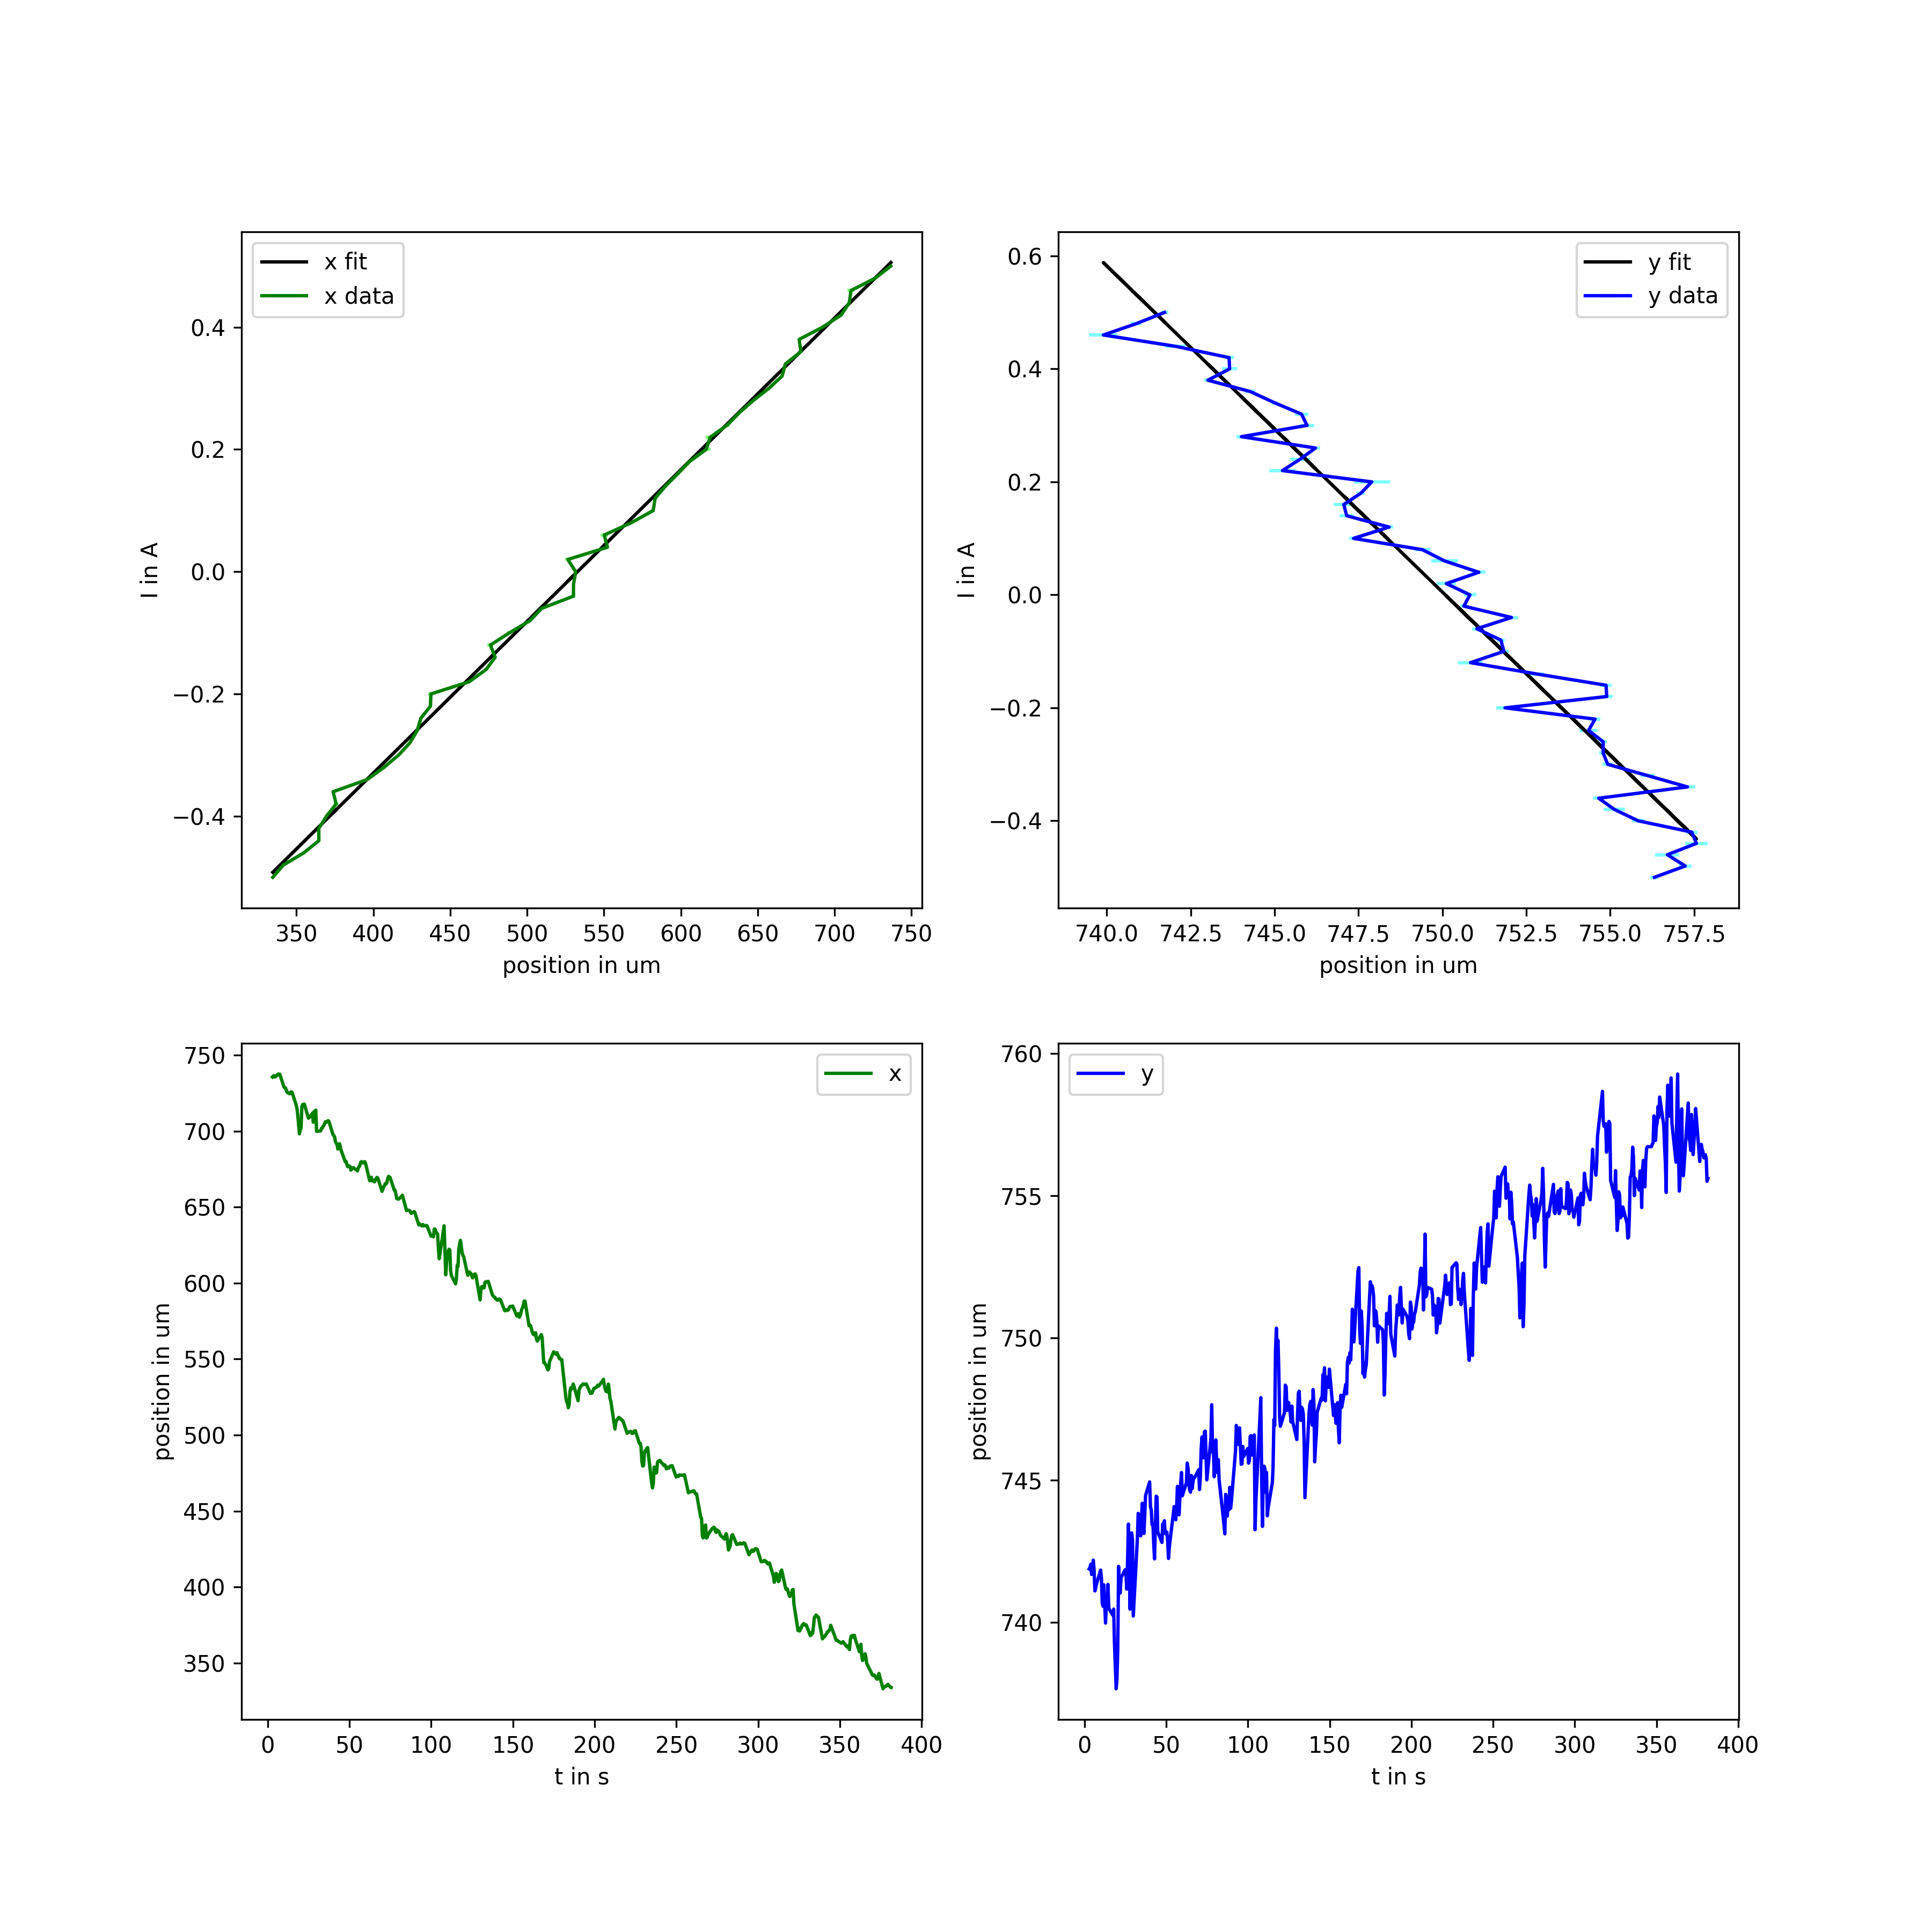 x fit
x data
0.4
0.2
0.0
−0.2
−0.4
I in A
350 400 450 500 550 600 650 700 750
position in um
y fit
y data
0.6
0.4
0.2
0.0
−0.2
−0.4
I in A
740.0 742.5 745.0 747.5 750.0 752.5 755.0 757.5
position in um
x
750
700
650
600
550
500
450
400
350
position in um
0 50 100 150 200 250 300 350 400
t in s
y
760
755
750
745
740
position in um
0 50 100 150 200 250 300 350 400
t in s